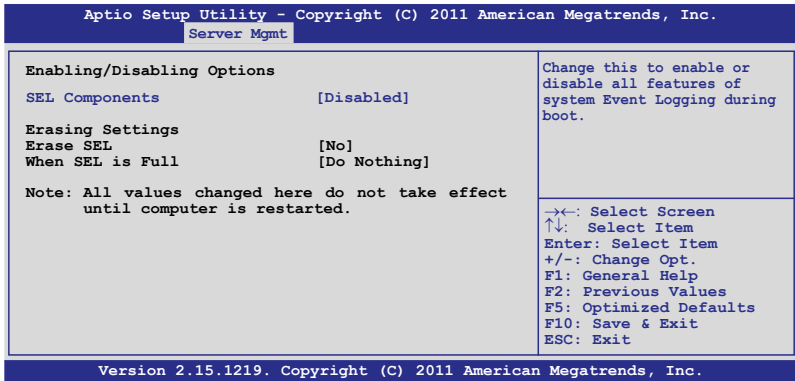 Aptio Setup Utility - Copyright (C) 2011 American Megatrends, Inc.
Server Mgmt
Enabling/Disabling Options
SEL Components [Disabled]
Erasing Settings
Erase SEL [No]
When SEL is Full [Do Nothing]
Note: All values changed here do not take effect
until computer is restarted.
Change this to enable or
disable all features of
system Event Logging during
boot.
→←: Select Screen
↑↓: Select Item
Enter: Select Item
+/-: Change Opt.
F1: General Help
F2: Previous Values
F5: Optimized Defaults
F10: Save & Exit
ESC: Exit
Version 2.15.1219. Copyright (C) 2011 American Megatrends, Inc.